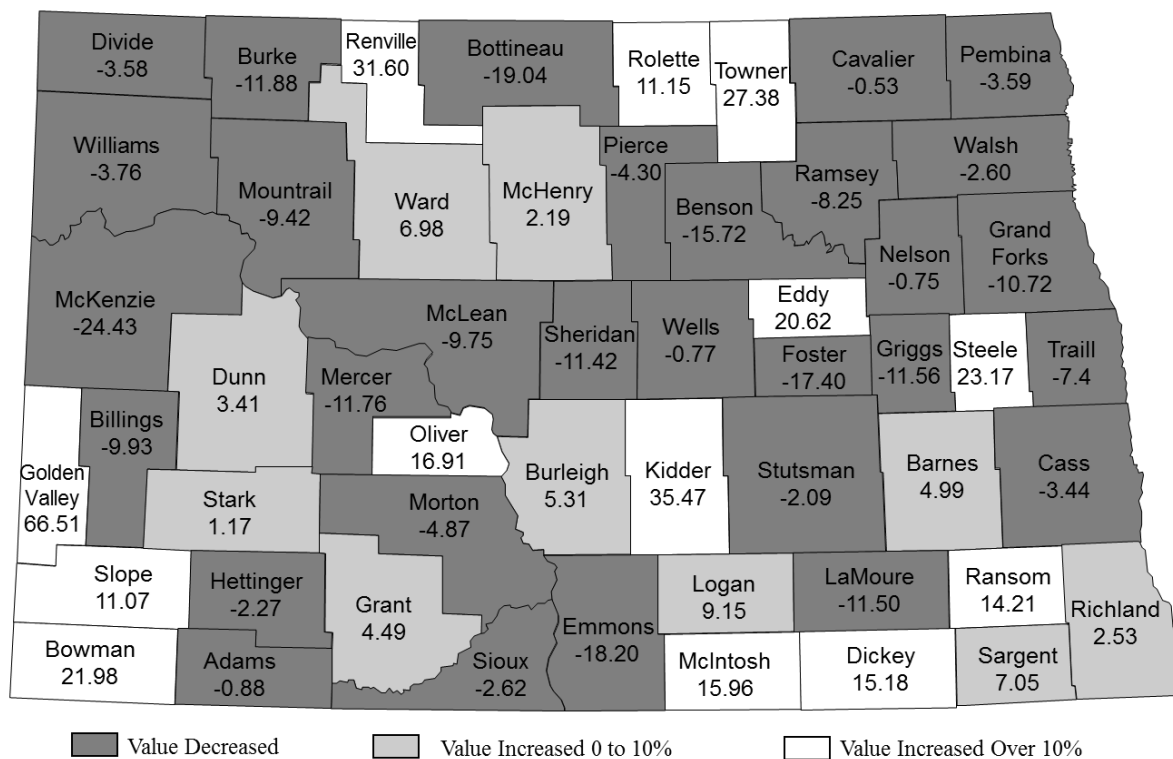 Divide
-3.58
Burke
-11.88
Renville
31.60
Bottineau
-19.04
Rolette
11.15
Towner
27.38
Cavalier
-0.53
Pembina
-3.59
Williams
-3.76
Mountrail
-9.42
Ward
6.98
McHenry
2.19
Pierce
-4.30
Benson
-15.72
Ramsey
-8.25
Walsh
-2.60
Nelson
-0.75
Grand
Forks
-10.72
McKenzie
-24.43
Dunn
3.41
Mercer
-11.76
McLean
-9.75
Sheridan
-11.42
Wells
-0.77
Eddy
20.62
Foster
-17.40
Griggs
-11.56
Steele
23.17
Traill
-7.4
Golden
Valley
66.51
Billings
-9.93
Stark
1.17
Oliver
16.91
Morton
-4.87
Burleigh
5.31
Kidder
35.47
Stutsman
-2.09
Barnes
4.99
Cass
-3.44
Slope
11.07
Hettinger
-2.27
Grant
4.49
Logan
9.15
LaMoure
-11.50
Ransom
14.21
Richland
2.53
Bowman
21.98
Adams
-0.88
Sioux
-2.62
Emmons
-18.20
McIntosh
15.96
Dickey
15.18
Sargent
7.05
Value Decreased
Value Increased 0 to 10%
Value Increased Over 10%